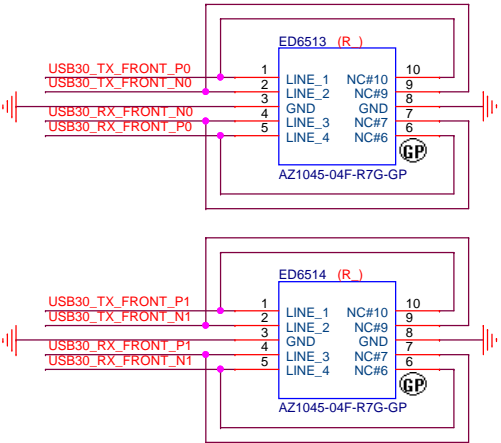 ED6513 (R_)
USB30_TX_FRONT_P0 1 LINE_1 NC#10 10
USB30_TX_FRONT_N0 2 LINE_2 NC#9 9
3 GND GND 8
USB30_RX_FRONT_N0 4 LINE_3 NC#7 7
USB30_RX_FRONT_P0 5 LINE_4 NC#6 6
GP
AZ1045-04F-R7G-GP
ED6514 (R_)
USB30_TX_FRONT_P1 1 LINE_1 NC#10 10
USB30_TX_FRONT_N1 2 LINE_2 NC#9 9
3 GND GND 8
USB30_RX_FRONT_P1 4 LINE_3 NC#7 7
USB30_RX_FRONT_N1 5 LINE_4 NC#6 6
GP
AZ1045-04F-R7G-GP